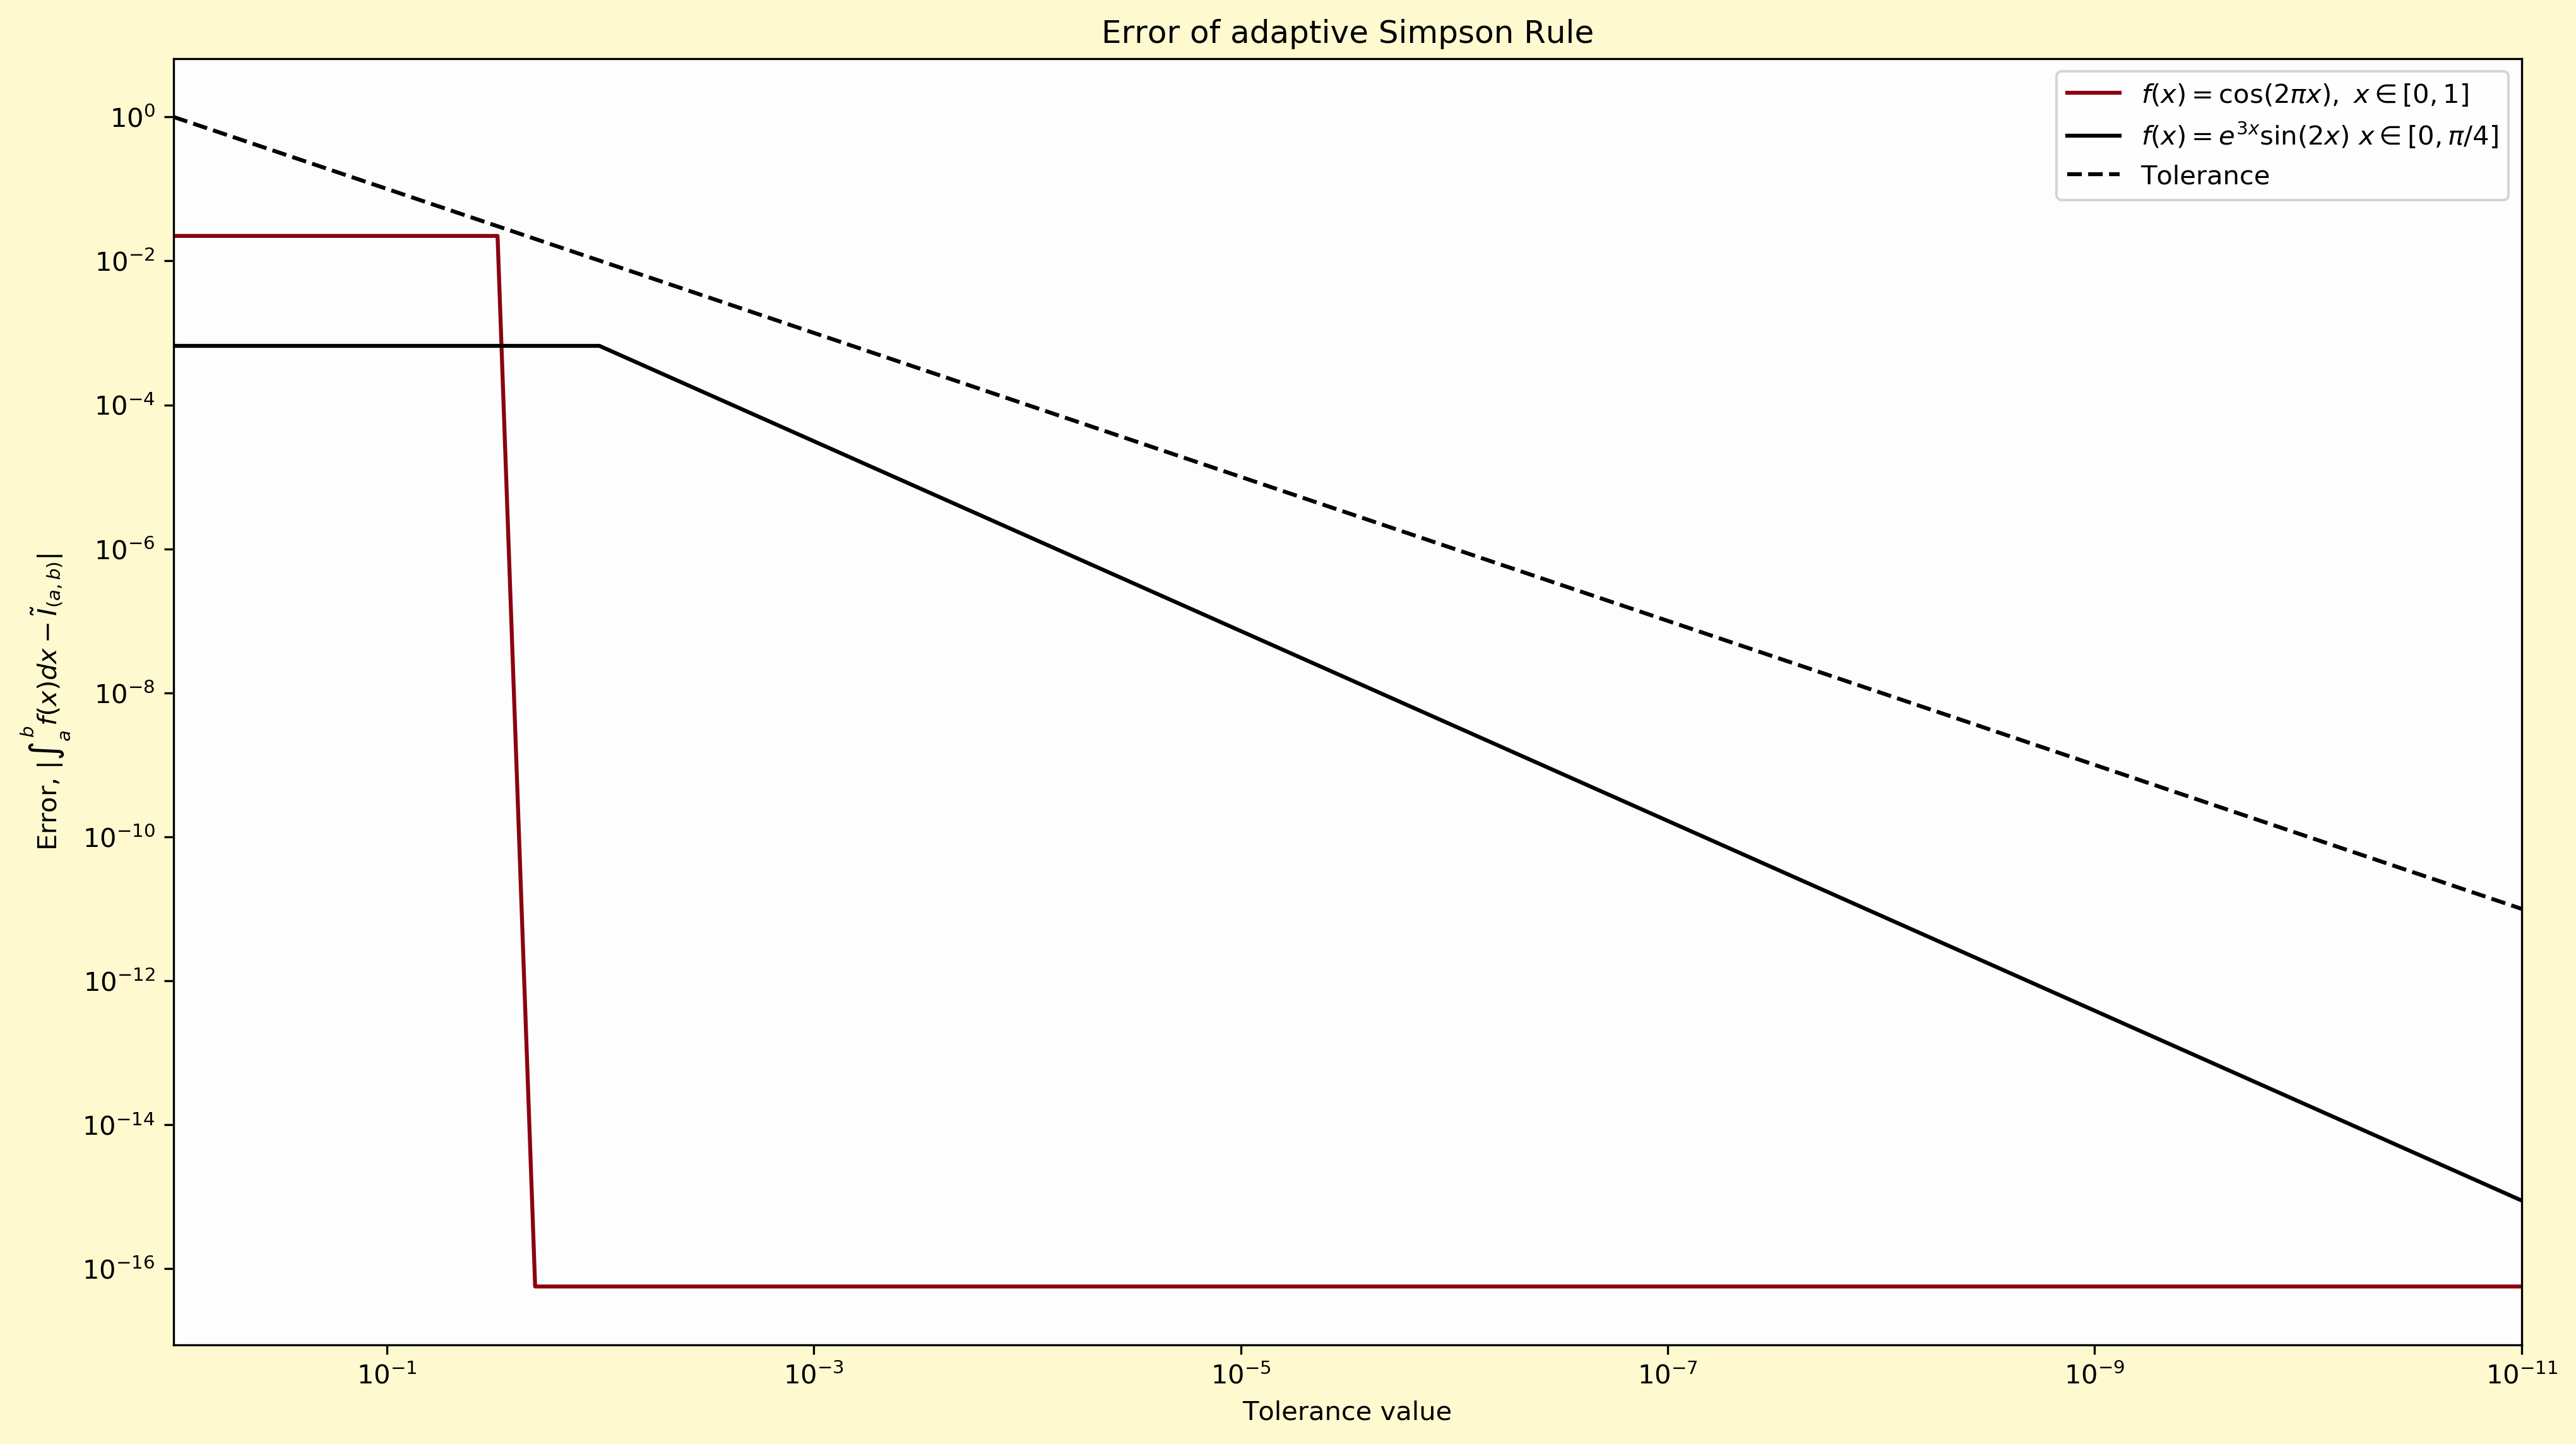 Error of adaptive Simpson Rule
f(x) = cos(2πx), x ∈ [0, 1]
f(x) = e^{3x}sin(2x) x ∈ [0, π/4]
Tolerance
10^0
10^{-2}
10^{-4}
10^{-6}
10^{-8}
10^{-10}
10^{-12}
10^{-14}
10^{-16}
Error, |∫_a^b f(x)dx − Ĩ_{(a, b)}|
10^{-1}
10^{-3}
10^{-5}
10^{-7}
10^{-9}
10^{-11}
Tolerance value